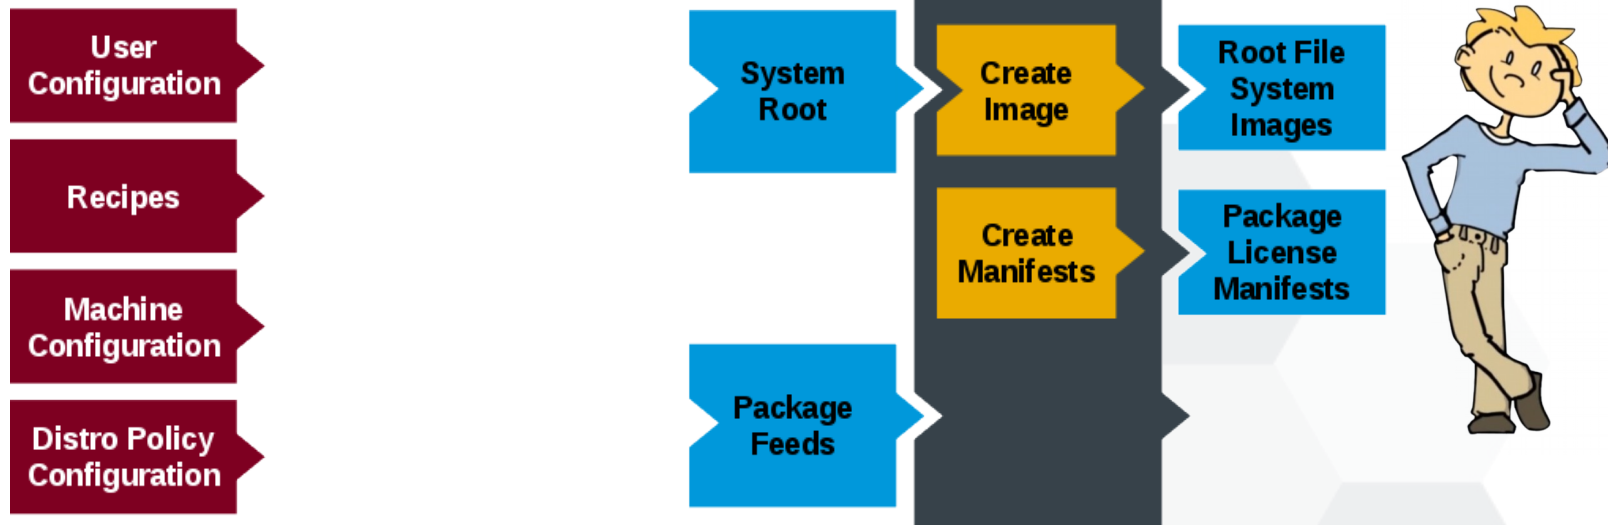 User
Configuration
Recipes
Machine
Configuration
Distro Policy
Configuration
System
Root
Package
Feeds
Create
Image
Create
Manifests
Root File
System
Images
Package
License
Manifests